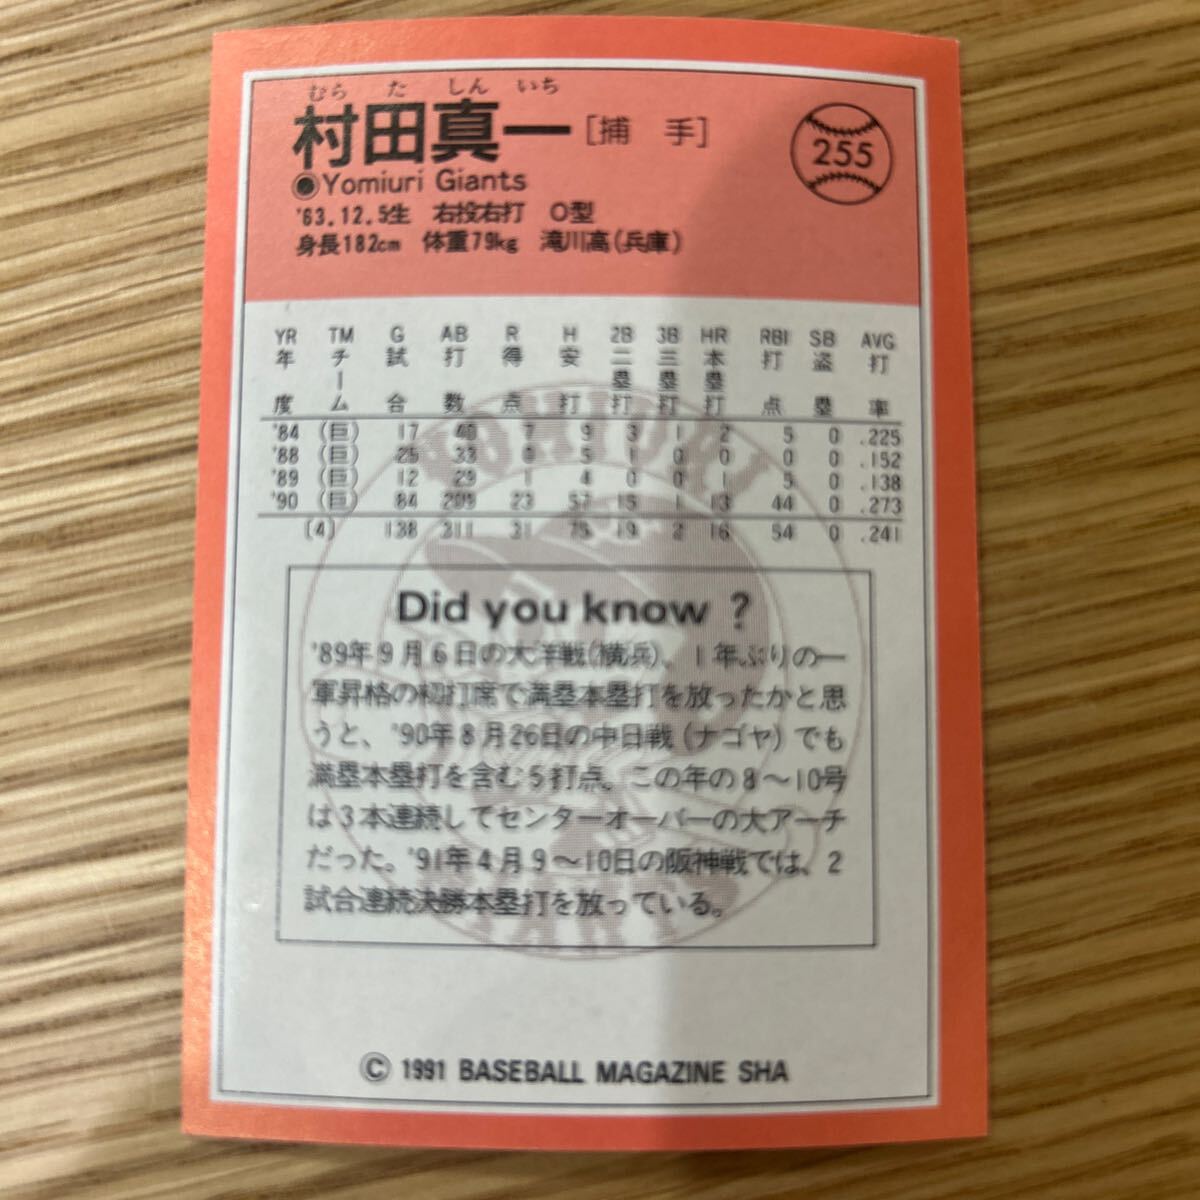 むら た しん いち
村田真一 [捕 手]
255
●Yomiuri Giants
'63.12.5生 右投右打 O型
身長182cm 体重79kg 滝川高(兵庫)
YR TM G AB R H 2B 3B HR RBI SB AVG
年度 チーム 試合 打数 得点 安打 二塁打 三塁打 本塁打 打点 盗塁 打率
'84 (巨) 17 40 7 9 3 1 2 5 0 .225
'88 (巨) 25 33 0 5 1 0 0 0 0 .152
'89 (巨) 12 29 1 4 0 0 1 5 0 .138
'90 (巨) 84 209 23 57 15 1 13 44 0 .273
(4) 138 311 31 75 19 2 16 54 0 .241
YOMIURI
GIANTS
Did you know ?
'89年9月6日の大洋戦(横浜)、1年ぶりの一
軍昇格の初打席で満塁本塁打を放ったかと思
うと、'90年8月26日の中日戦(ナゴヤ)でも
満塁本塁打を含む5打点。この年の8〜10号
は3本連続してセンターオーバーの大アーチ
だった。'91年4月9〜10日の阪神戦では、2
試合連続決勝本塁打を放っている。
© 1991 BASEBALL MAGAZINE SHA